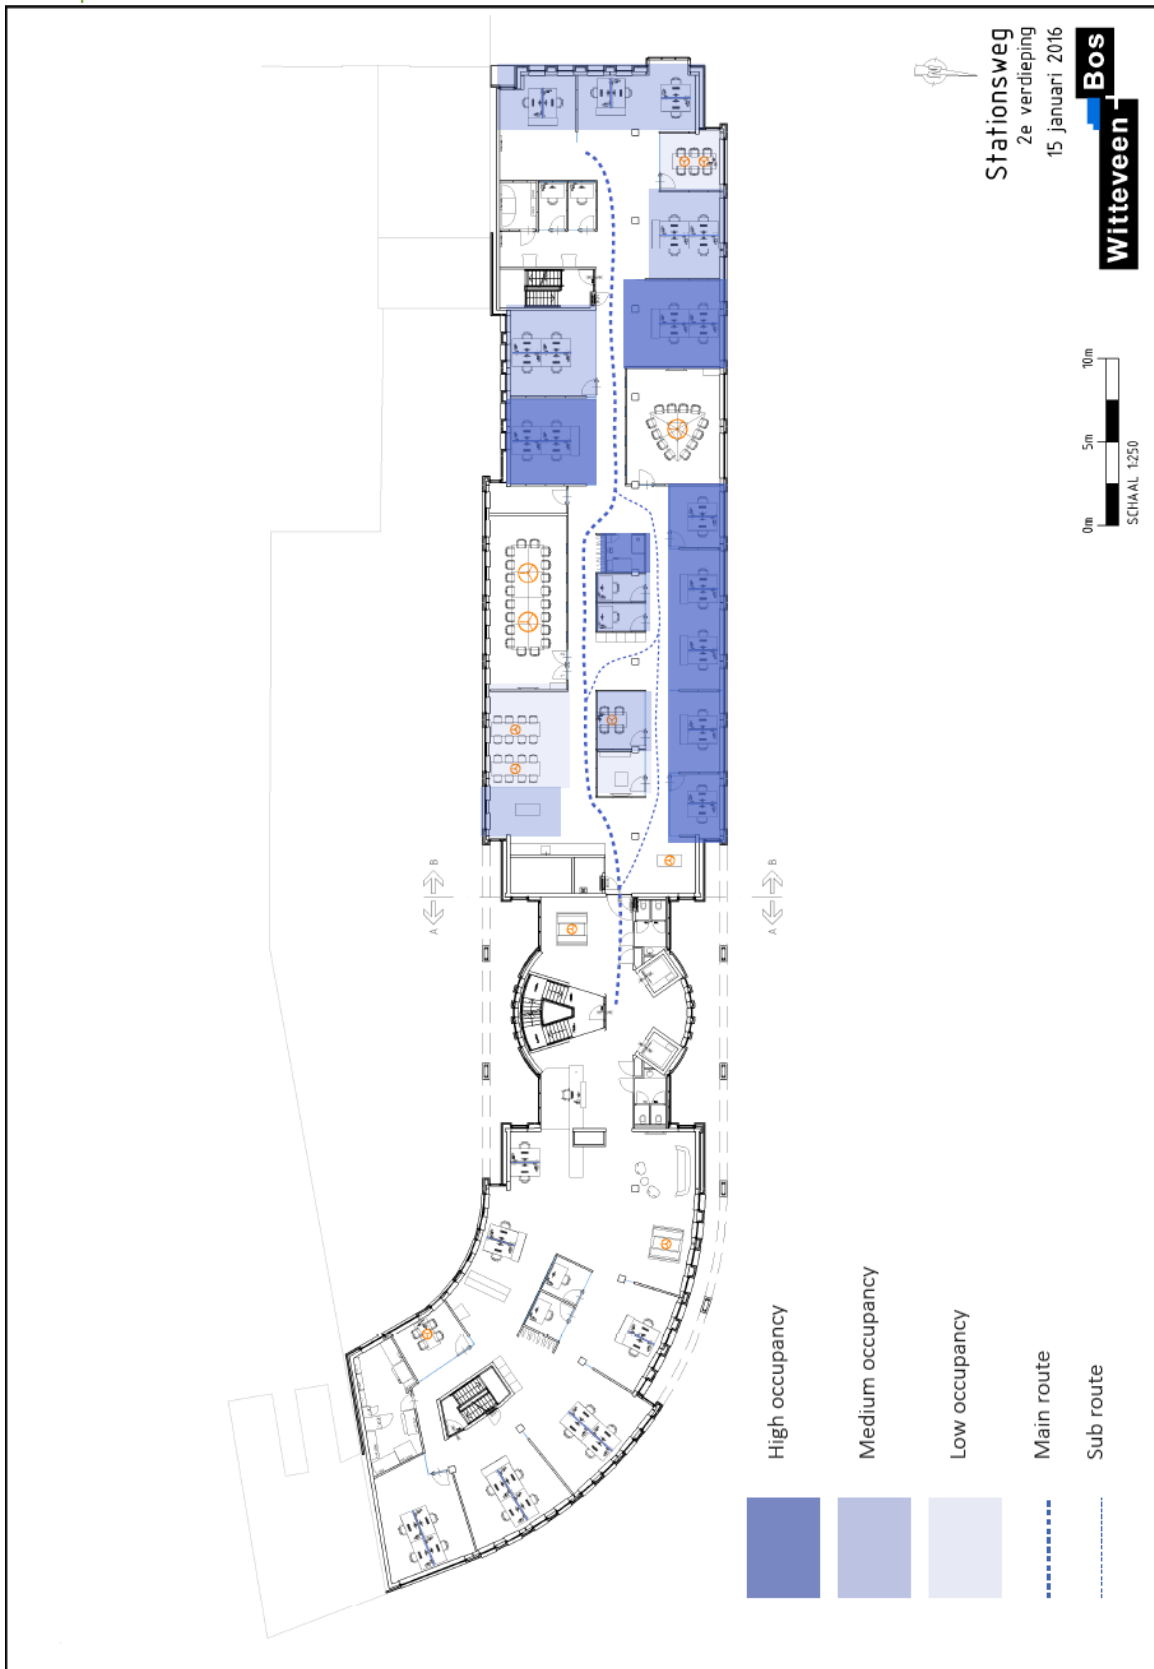 Stationsweg
2e verdieping
15 januari 2016
Witteveen + Bos
0m 5m 10m
SCHAAL 1:250
A B
A B
High occupancy
Medium occupancy
Low occupancy
Main route
Sub route